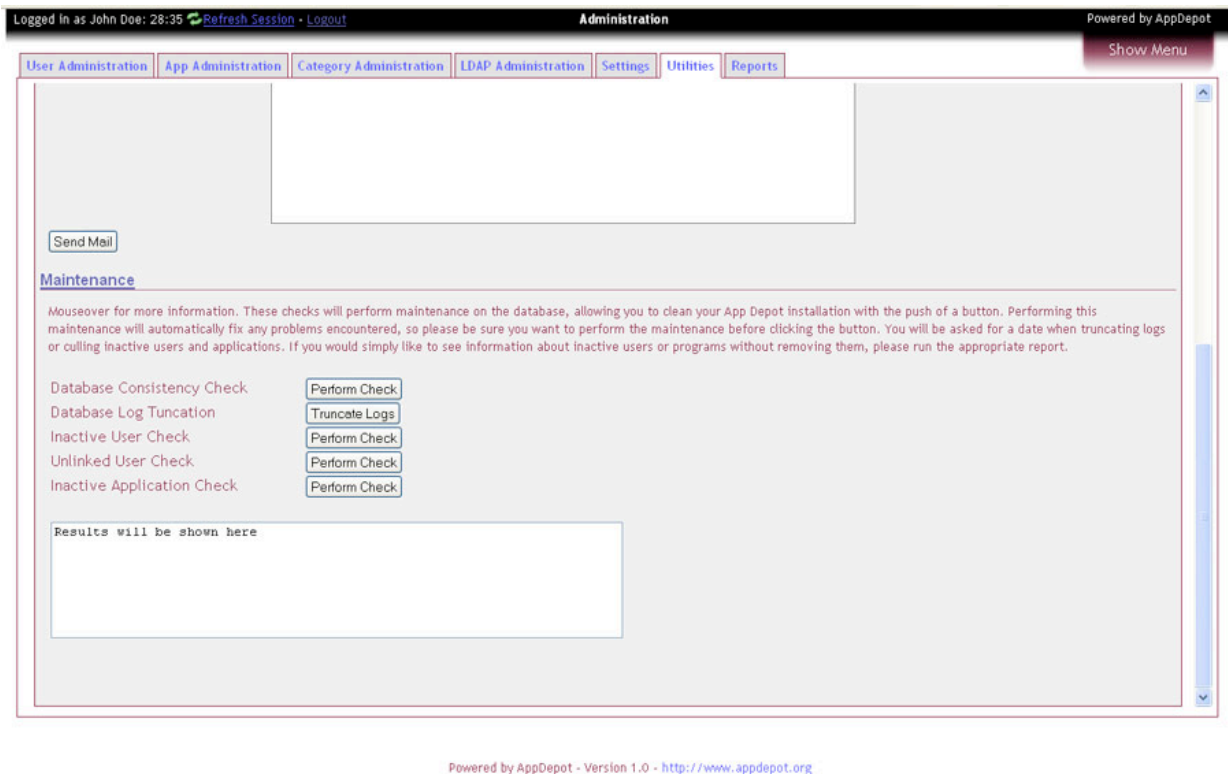 Logged in as John Doe: 28:35 Refresh Session - Logout
Administration
Powered by AppDepot
Show Menu
User Administration
App Administration
Category Administration
LDAP Administration
Settings
Utilities
Reports
Send Mail
Maintenance
Mouseover for more information. These checks will perform maintenance on the database, allowing you to clean your App Depot installation with the push of a button. Performing this
maintenance will automatically fix any problems encountered, so please be sure you want to perform the maintenance before clicking the button. You will be asked for a date when truncating logs
or culling inactive users and applications. If you would simply like to see information about inactive users or programs without removing them, please run the appropriate report.
Database Consistency Check Perform Check
Database Log Tuncation Truncate Logs
Inactive User Check Perform Check
Unlinked User Check Perform Check
Inactive Application Check Perform Check
Results will be shown here
Powered by AppDepot - Version 1.0 - http://www.appdepot.org